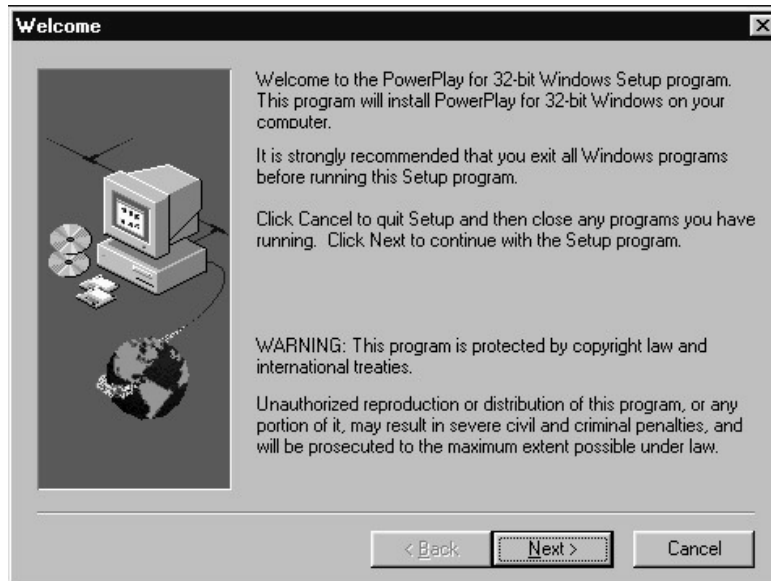 Welcome
Welcome to the PowerPlay for 32-bit Windows Setup program.
This program will install PowerPlay for 32-bit Windows on your
computer.
It is strongly recommended that you exit all Windows programs
before running this Setup program.
Click Cancel to quit Setup and then close any programs you have
running. Click Next to continue with the Setup program.
WARNING: This program is protected by copyright law and
international treaties.
Unauthorized reproduction or distribution of this program, or any
portion of it, may result in severe civil and criminal penalties, and
will be prosecuted to the maximum extent possible under law.
< Back
Next >
Cancel